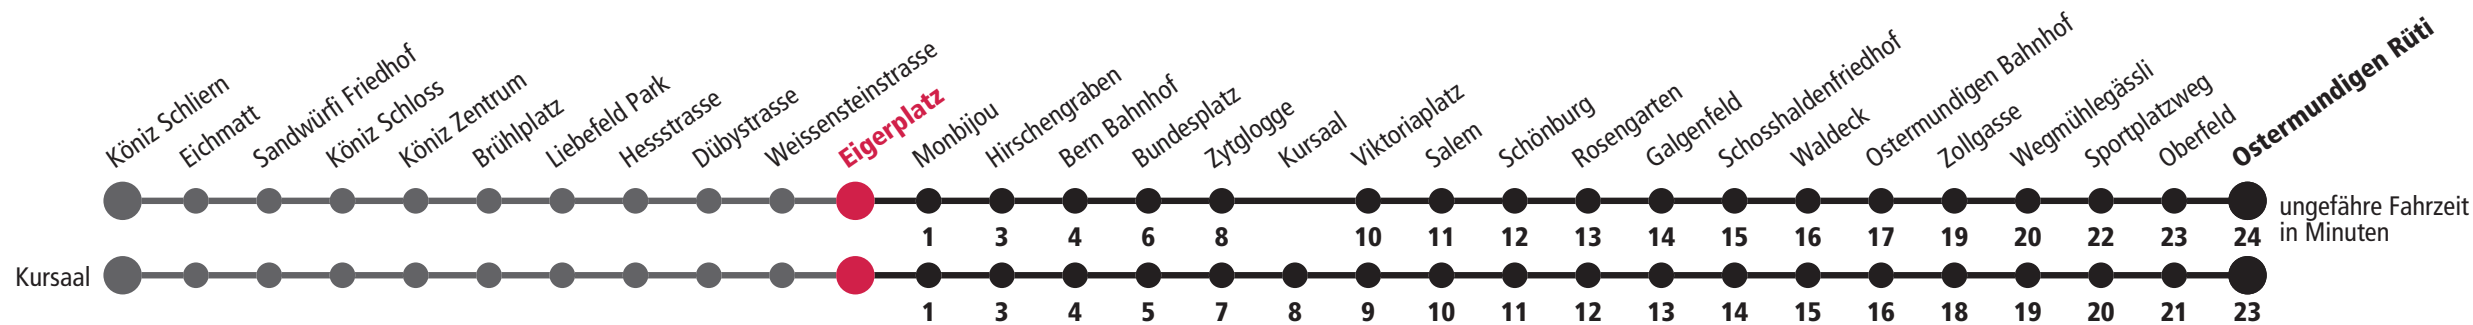 Köniz Schliern
Eichmatt
Sandwürfi Friedhof
Köniz Schloss
Köniz Zentrum
Brühlplatz
Liebefeld Park
Hessstrasse
Dübystrasse
Weissensteinstrasse
Eigerplatz
Monbijou
Hirschengraben
Bern Bahnhof
Bundesplatz
Zytglogge
Kursaal
Viktoriaplatz
Salem
Schönburg
Rosengarten
Galgenfeld
Schosshaldenfriedhof
Waldeck
Ostermundigen Bahnhof
Zollgasse
Wegmühlegässli
Sportplatzweg
Oberfeld
Ostermundigen Rüti
1 3 4 6 8 10 11 12 13 14 15 16 17 19 20 22 23 24
ungefähre Fahrzeit
in Minuten
Kursaal
1 3 4 5 7 8 9 10 11 12 13 14 15 16 18 19 20 21 23